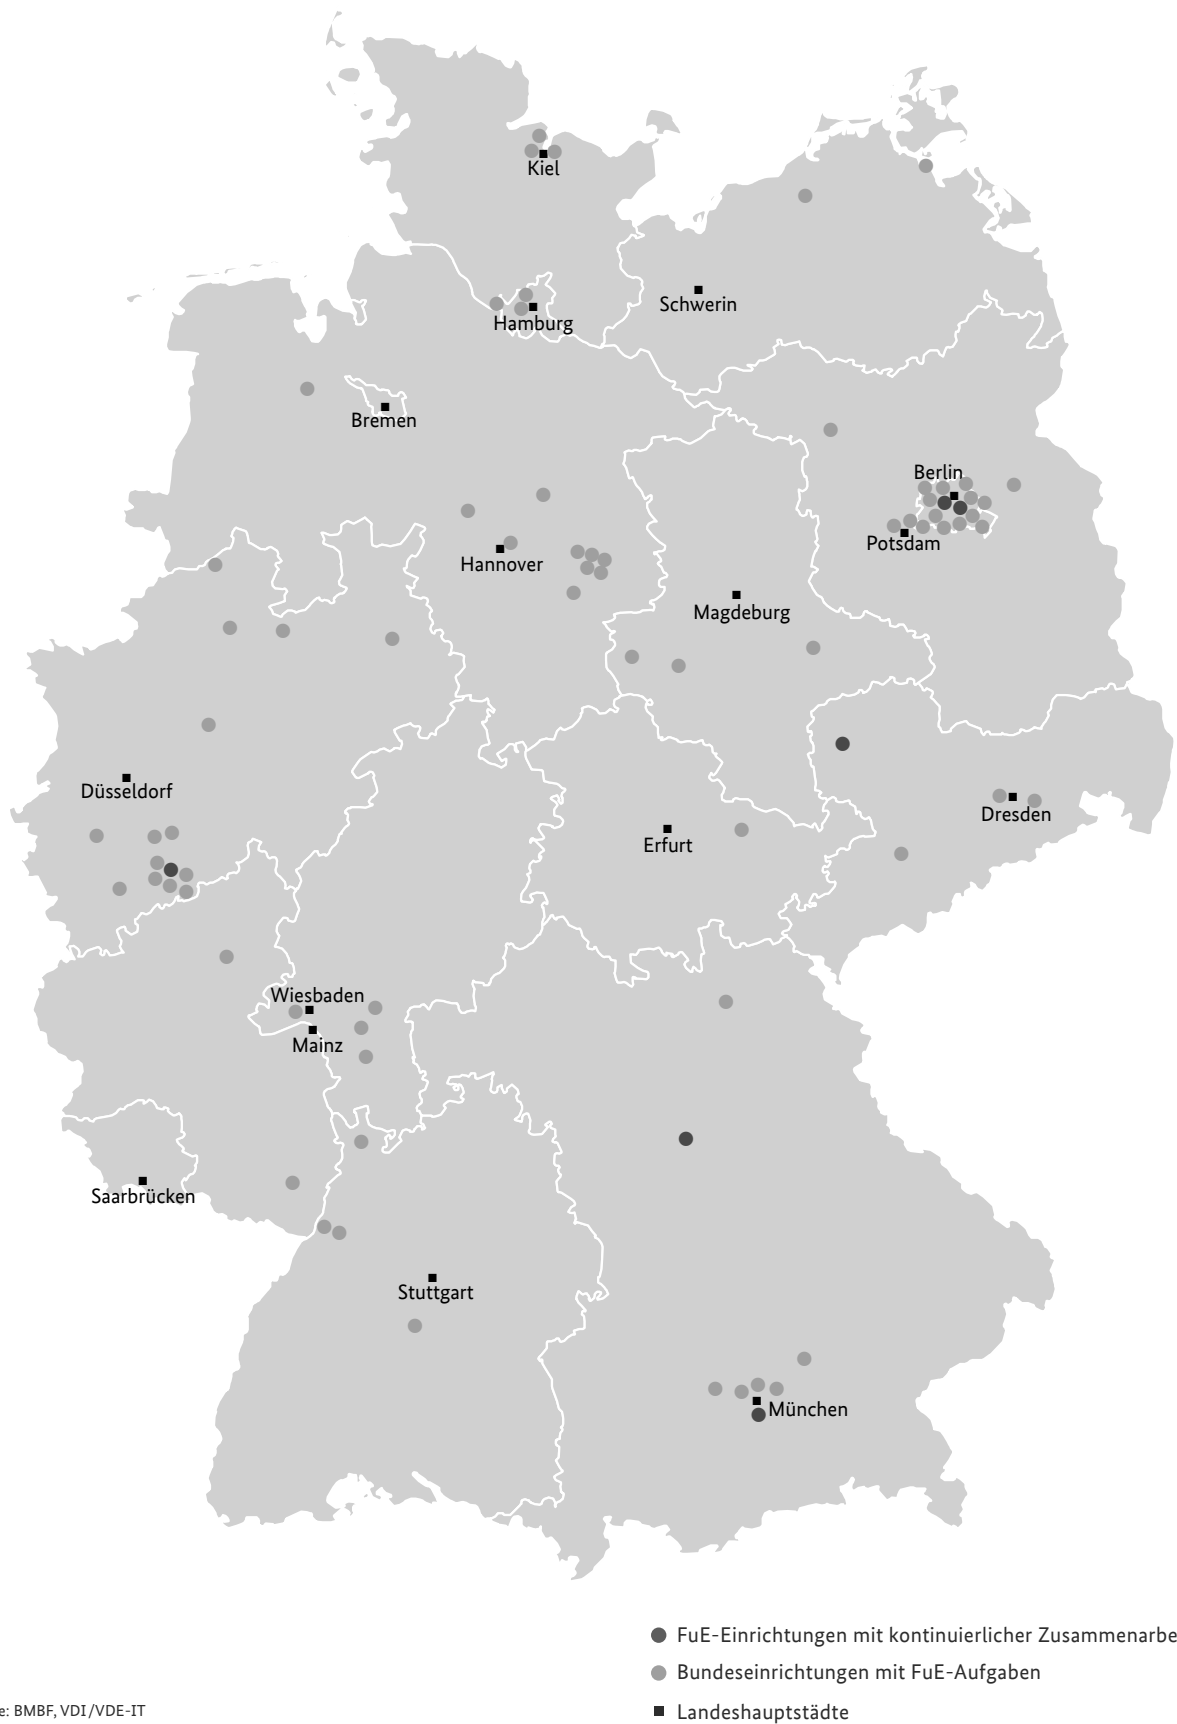 Kiel
Schwerin
Hamburg
Bremen
Berlin
Potsdam
Hannover
Magdeburg
Düsseldorf
Dresden
Erfurt
Wiesbaden
Mainz
Saarbrücken
Stuttgart
München
FuE-Einrichtungen mit kontinuierlicher Zusammenarbe
Bundeseinrichtungen mit FuE-Aufgaben
e: BMBF, VDI/VDE-IT
Landeshauptstädte